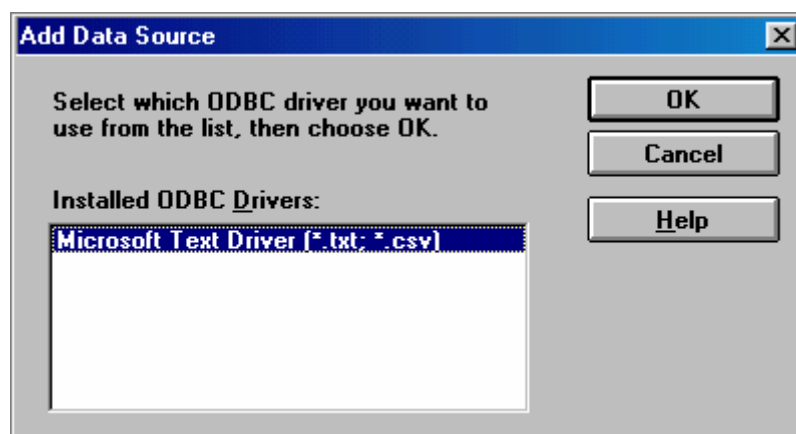 Add Data Source
Select which ODBC driver you want to
use from the list, then choose OK.
OK
Cancel
Installed ODBC Drivers:
Help
Microsoft Text Driver (*.txt; *.csv)